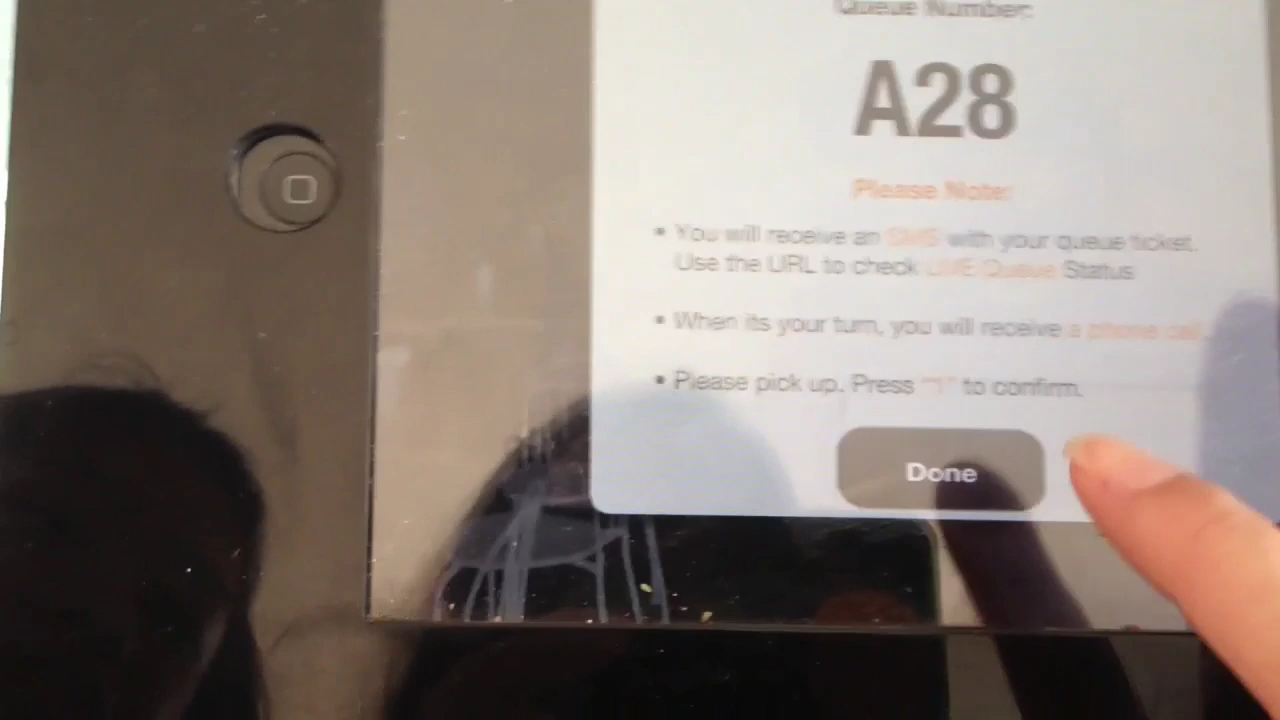 Queue Number:
A28
Please Note:
• You will receive an SMS with your queue ticket.
Use the URL to check LIVE Queue Status
• When its your turn, you will receive a phone call
• Please pick up. Press "1" to confirm.
Done